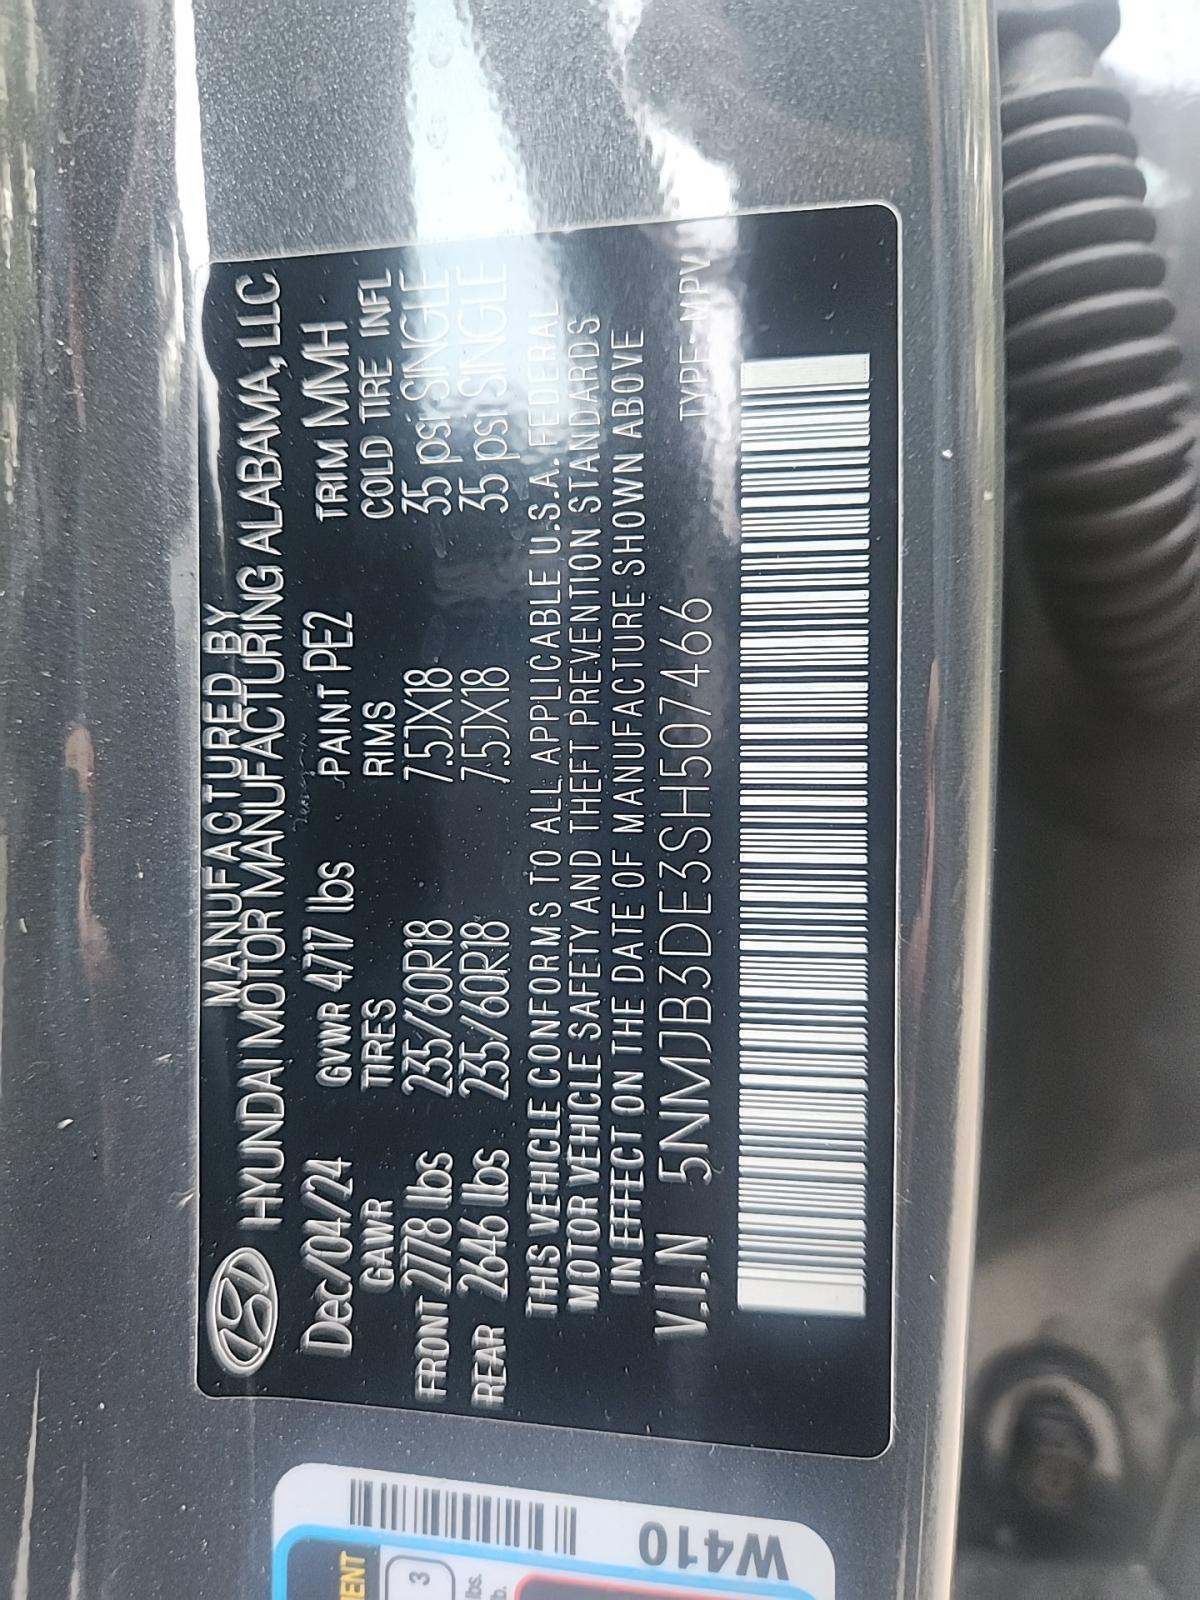 MANUFACTURED BY
HYUNDAI MOTOR MANUFACTURING ALABAMA, LLC
Dec/04/24 GVWR 4717 lbs PAINT PE2 TRIM MMH
GAWR TIRES RIMS COLD TIRE INFL
FRONT 2778 lbs 235/60R18 7.5JX18 35 psi SINGLE
REAR 2646 lbs 235/60R18 7.5JX18 35 psi SINGLE
THIS VEHICLE CONFORMS TO ALL APPLICABLE U.S.A. FEDERAL
MOTOR VEHICLE SAFETY AND THEFT PREVENTION STANDARDS
IN EFFECT ON THE DATE OF MANUFACTURE SHOWN ABOVE
V.I.N 5NMJB3DE3SH507466 TYPE-MPV
W410
3
lbs.